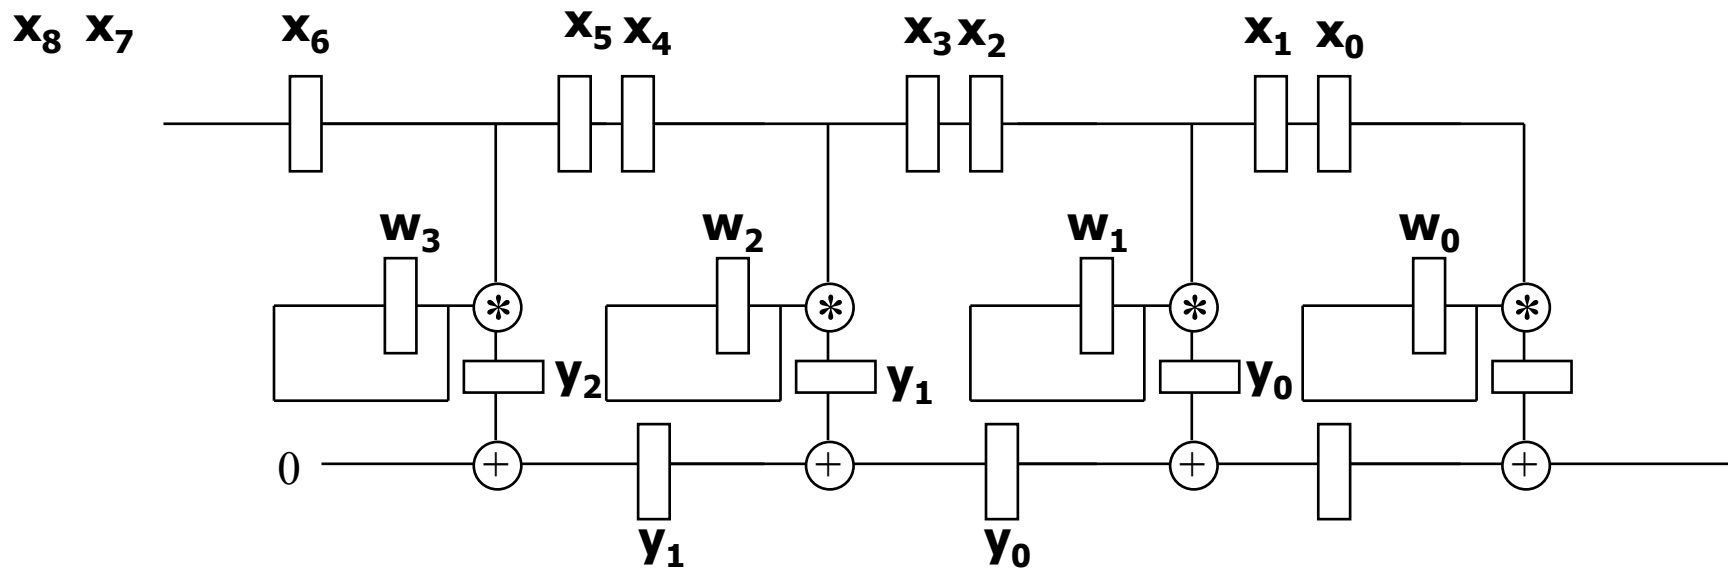 x₈ x₇ x₆ x₅ x₄ x₃ x₂ x₁ x₀
w₃ w₂ w₁ w₀
* * * *
y₂ y₁ y₀
0 + + + +
y₁ y₀